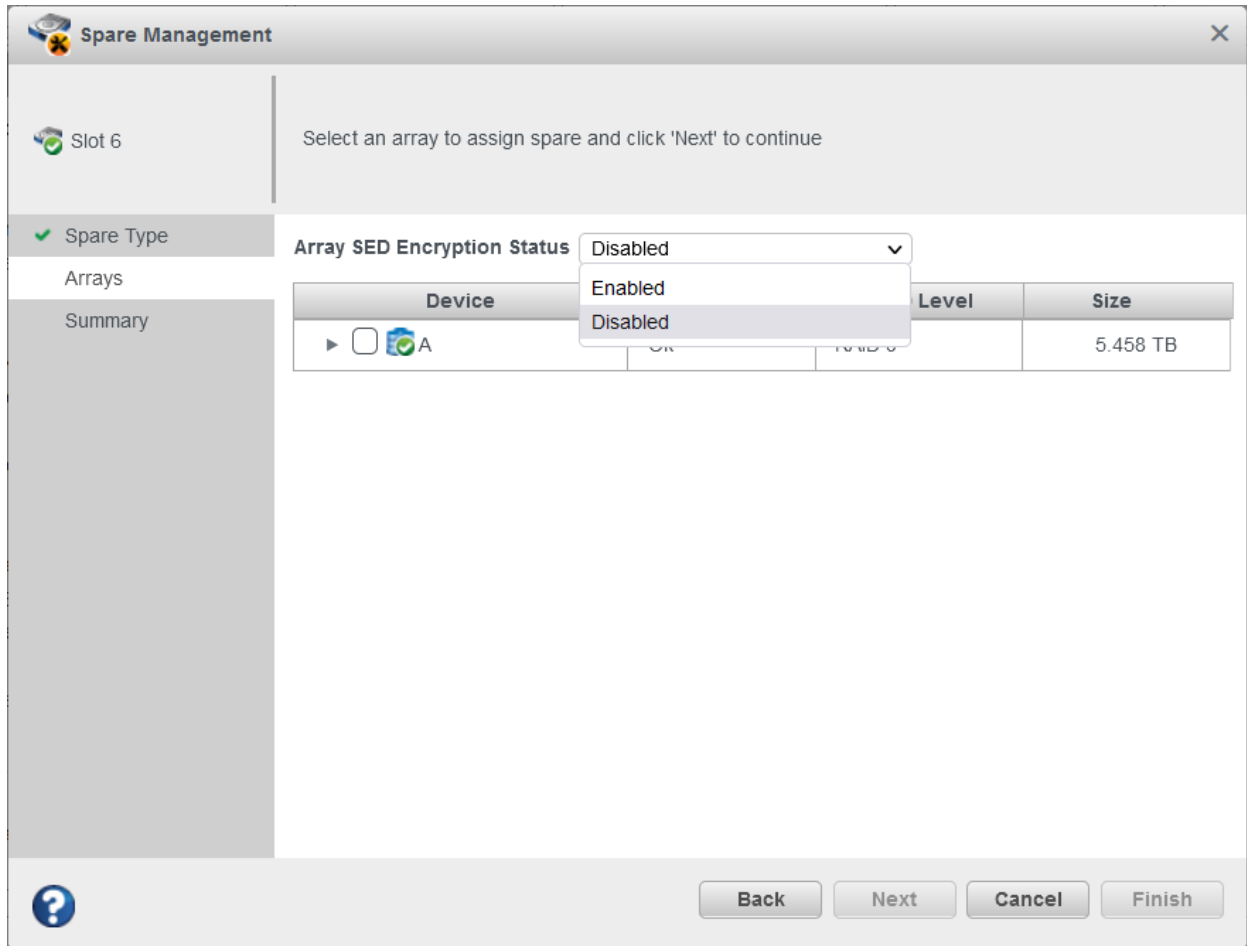 Spare Management
Slot 6
Select an array to assign spare and click 'Next' to continue
Spare Type
Arrays
Summary
Array SED Encryption Status Disabled
Enabled
Disabled
Device Level Size
A 5.458 TB
Back Next Cancel Finish